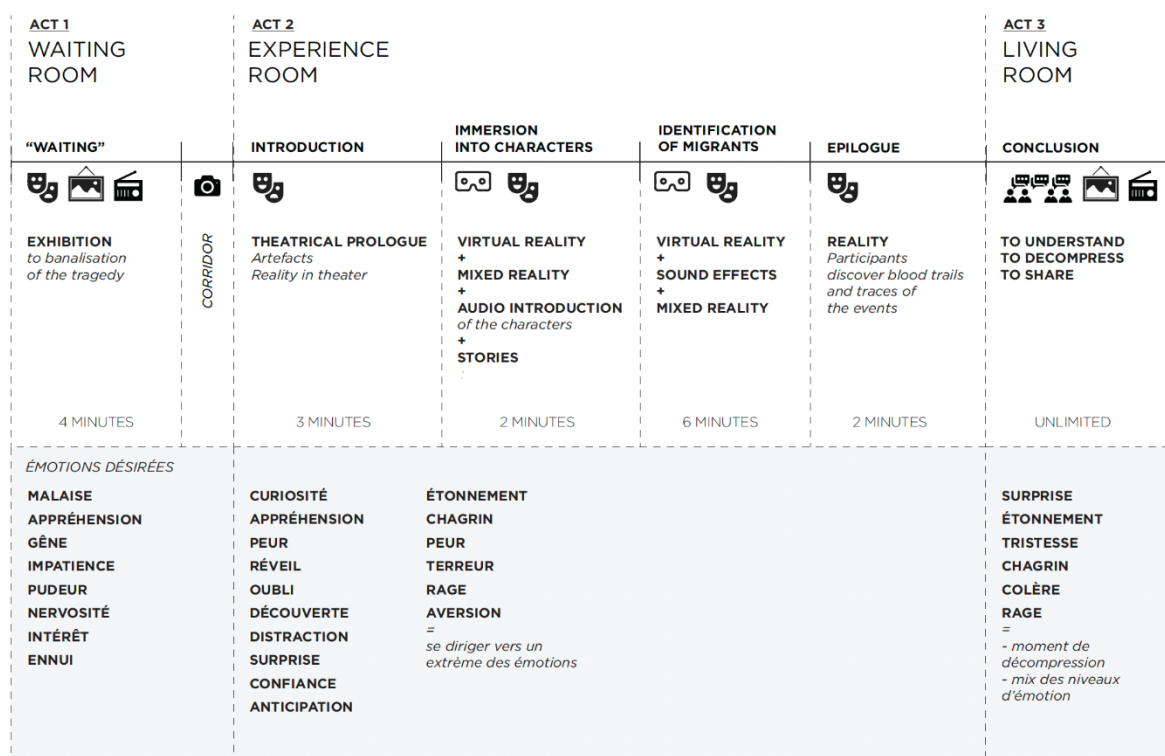 ACT 1
WAITING
ROOM
ACT 2
EXPERIENCE
ROOM
ACT 3
LIVING
ROOM
“WAITING”
INTRODUCTION
IMMERSION
INTO CHARACTERS
IDENTIFICATION
OF MIGRANTS
EPILOGUE
CONCLUSION
EXHIBITION
to banalisation
of the tragedy
CORRIDOR
THEATRICAL PROLOGUE
Artefacts
Reality in theater
VIRTUAL REALITY
+
MIXED REALITY
+
AUDIO INTRODUCTION
of the characters
+
STORIES
VIRTUAL REALITY
+
SOUND EFFECTS
+
MIXED REALITY
REALITY
Participants
discover blood trails
and traces of
the events
TO UNDERSTAND
TO DECOMPRESS
TO SHARE
4 MINUTES
3 MINUTES
2 MINUTES
6 MINUTES
2 MINUTES
UNLIMITED
ÉMOTIONS DÉSIRÉES
MALAISE
APPRÉHENSION
GÊNE
IMPATIENCE
PUDEUR
NERVOSITÉ
INTÉRÊT
ENNUI
CURIOSITÉ
APPRÉHENSION
PEUR
RÉVEIL
OUBLI
DÉCOUVERTE
DISTRACTION
SURPRISE
CONFIANCE
ANTICIPATION
ÉTONNEMENT
CHAGRIN
PEUR
TERREUR
RAGE
AVERSION
=
se diriger vers un
extrême des émotions
SURPRISE
ÉTONNEMENT
TRISTESSE
CHAGRIN
COLÈRE
RAGE
=
- moment de
décompression
- mix des niveaux
d’émotion